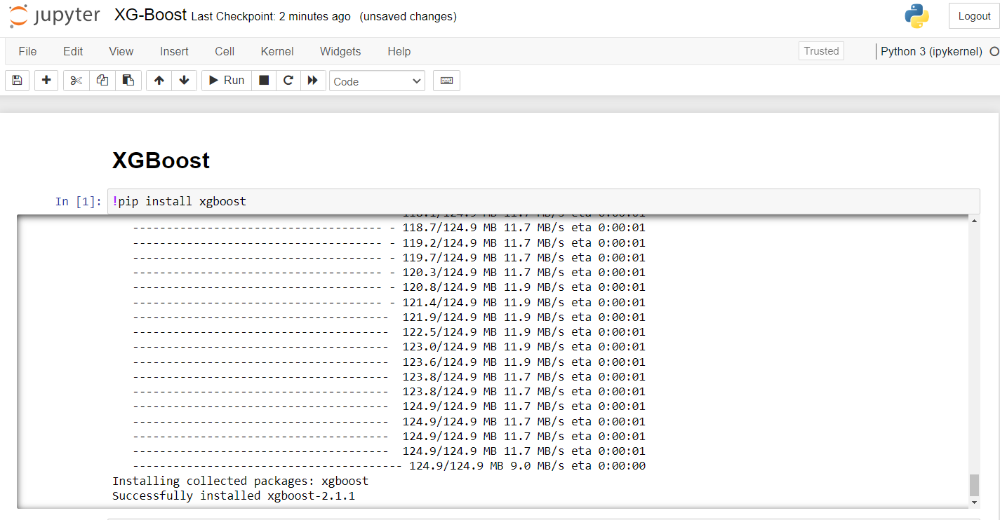 jupyter XG-Boost Last Checkpoint: 2 minutes ago (unsaved changes) Logout
File Edit View Insert Cell Kernel Widgets Help Trusted Python 3 (ipykernel)
Run Code
XGBoost
In [1]: !pip install xgboost
118.1/124.9 MB 11.7 MB/s eta 0:00:01
------------------------------------- - 118.7/124.9 MB 11.7 MB/s eta 0:00:01
------------------------------------- - 119.2/124.9 MB 11.7 MB/s eta 0:00:01
------------------------------------- - 119.7/124.9 MB 11.7 MB/s eta 0:00:01
------------------------------------- - 120.3/124.9 MB 11.7 MB/s eta 0:00:01
------------------------------------- - 120.8/124.9 MB 11.9 MB/s eta 0:00:01
------------------------------------- - 121.4/124.9 MB 11.9 MB/s eta 0:00:01
--------------------------------------  121.9/124.9 MB 11.9 MB/s eta 0:00:01
--------------------------------------  122.5/124.9 MB 11.9 MB/s eta 0:00:01
--------------------------------------  123.0/124.9 MB 11.9 MB/s eta 0:00:01
--------------------------------------  123.6/124.9 MB 11.9 MB/s eta 0:00:01
--------------------------------------  123.8/124.9 MB 11.7 MB/s eta 0:00:01
--------------------------------------  123.8/124.9 MB 11.7 MB/s eta 0:00:01
--------------------------------------  124.9/124.9 MB 11.7 MB/s eta 0:00:01
--------------------------------------  124.9/124.9 MB 11.7 MB/s eta 0:00:01
--------------------------------------  124.9/124.9 MB 11.7 MB/s eta 0:00:01
--------------------------------------  124.9/124.9 MB 11.7 MB/s eta 0:00:01
---------------------------------------- 124.9/124.9 MB 9.0 MB/s eta 0:00:00
Installing collected packages: xgboost
Successfully installed xgboost-2.1.1